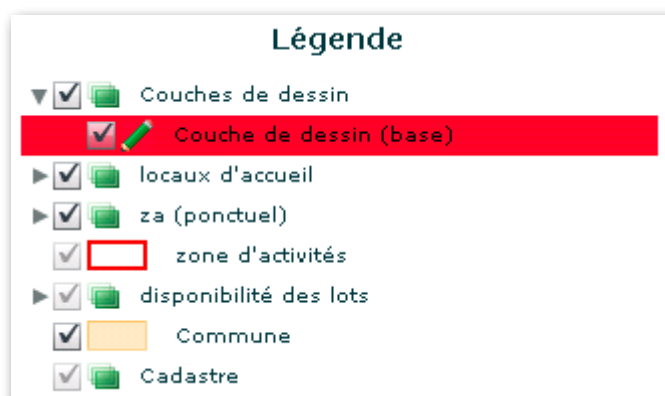 Légende
Couches de dessin
Couche de dessin (base)
locaux d'accueil
za (ponctuel)
zone d'activités
disponibilité des lots
Commune
Cadastre